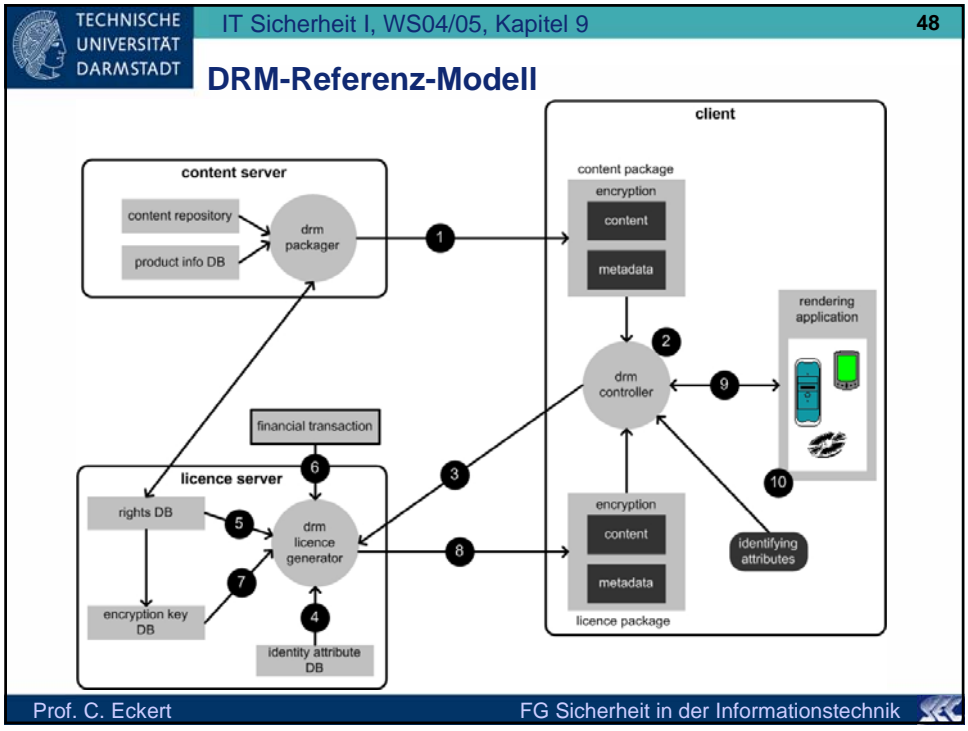 TECHNISCHE
UNIVERSITÄT
DARMSTADT
IT Sicherheit I, WS04/05, Kapitel 9
48
DRM-Referenz-Modell
client
content server
content repository
product info DB
drm
packager
1
content package
encryption
content
metadata
2
drm
controller
9
rendering
application
10
financial transaction
6
3
licence server
rights DB
5
drm
licence
generator
7
8
encryption key
DB
4
identity attribute
DB
encryption
content
metadata
licence package
identifying
attributes
Prof. C. Eckert
FG Sicherheit in der Informationstechnik
SEC